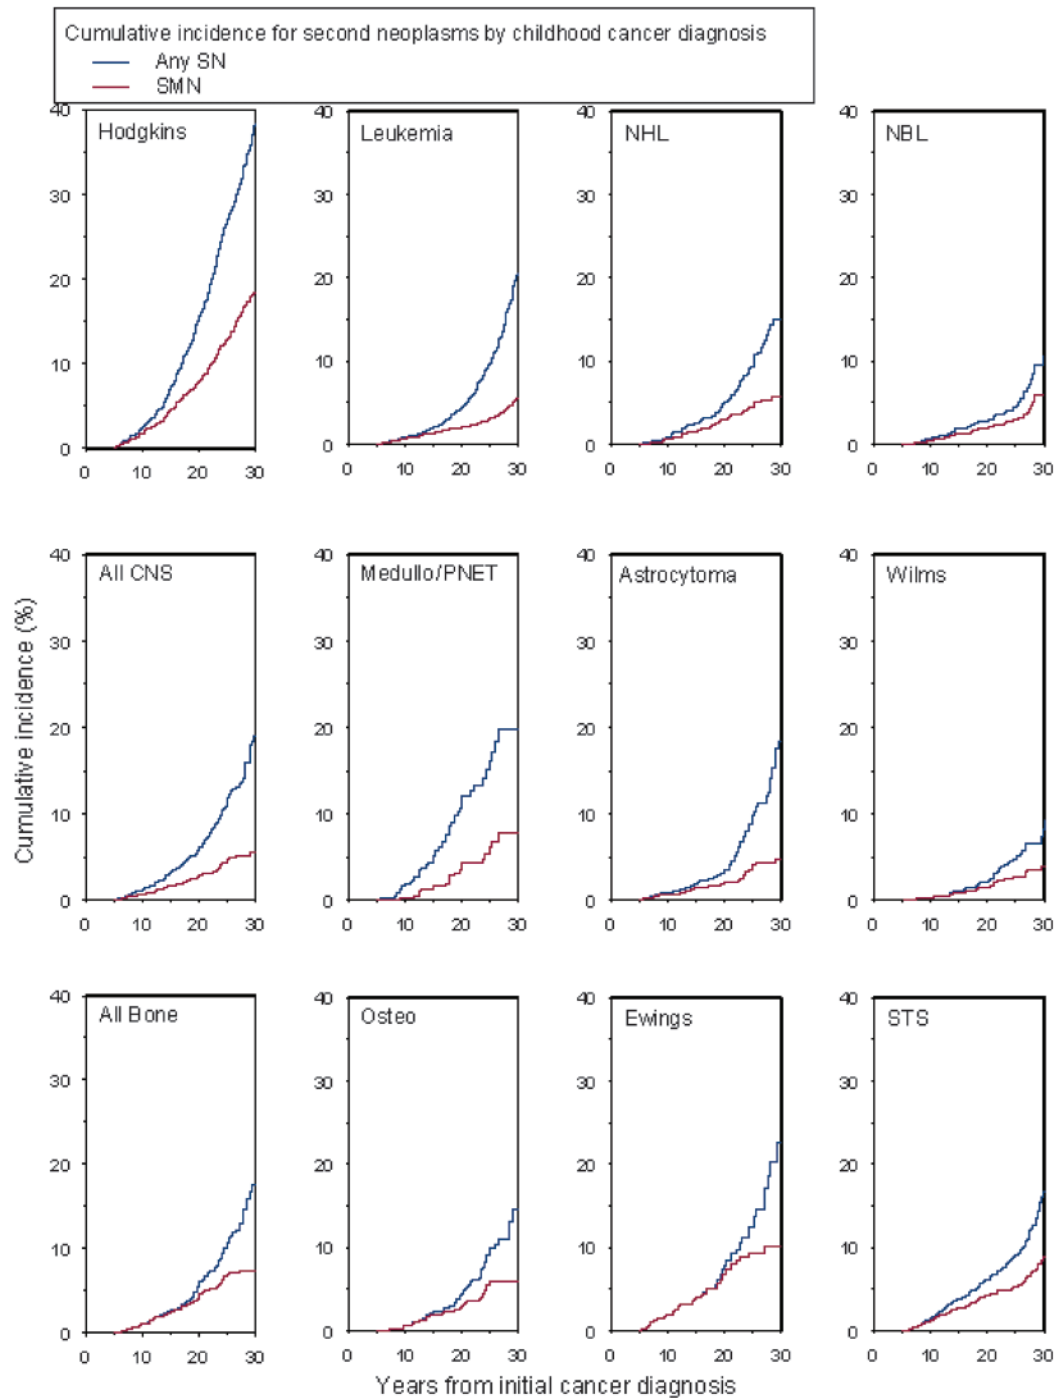 Cumulative incidence for second neoplasms by childhood cancer diagnosis
Any SN
SMN
40
30
20
10
0
0 10 20 30
Hodgkins
40
30
20
10
0
0 10 20 30
Leukemia
40
30
20
10
0
0 10 20 30
NHL
40
30
20
10
0
0 10 20 30
NBL
Cumulative incidence (%)
40
30
20
10
0
0 10 20 30
All CNS
40
30
20
10
0
0 10 20 30
Medullo/PNET
40
30
20
10
0
0 10 20 30
Astrocytoma
40
30
20
10
0
0 10 20 30
Wilms
40
30
20
10
0
0 10 20 30
All Bone
40
30
20
10
0
0 10 20 30
Osteo
40
30
20
10
0
0 10 20 30
Ewings
40
30
20
10
0
0 10 20 30
STS
Years from initial cancer diagnosis